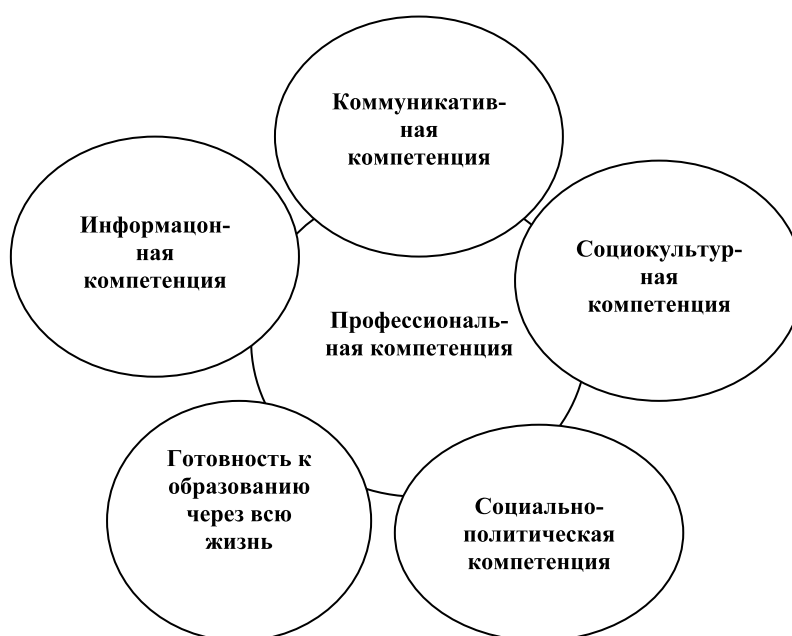 Коммуникатив-
ная
компетенция
Информацон-
ная
компетенция
Социокультур-
ная
компетенция
Профессиональ-
ная компетенция
Готовность к
образованию
через всю
жизнь
Социально-
политическая
компетенция